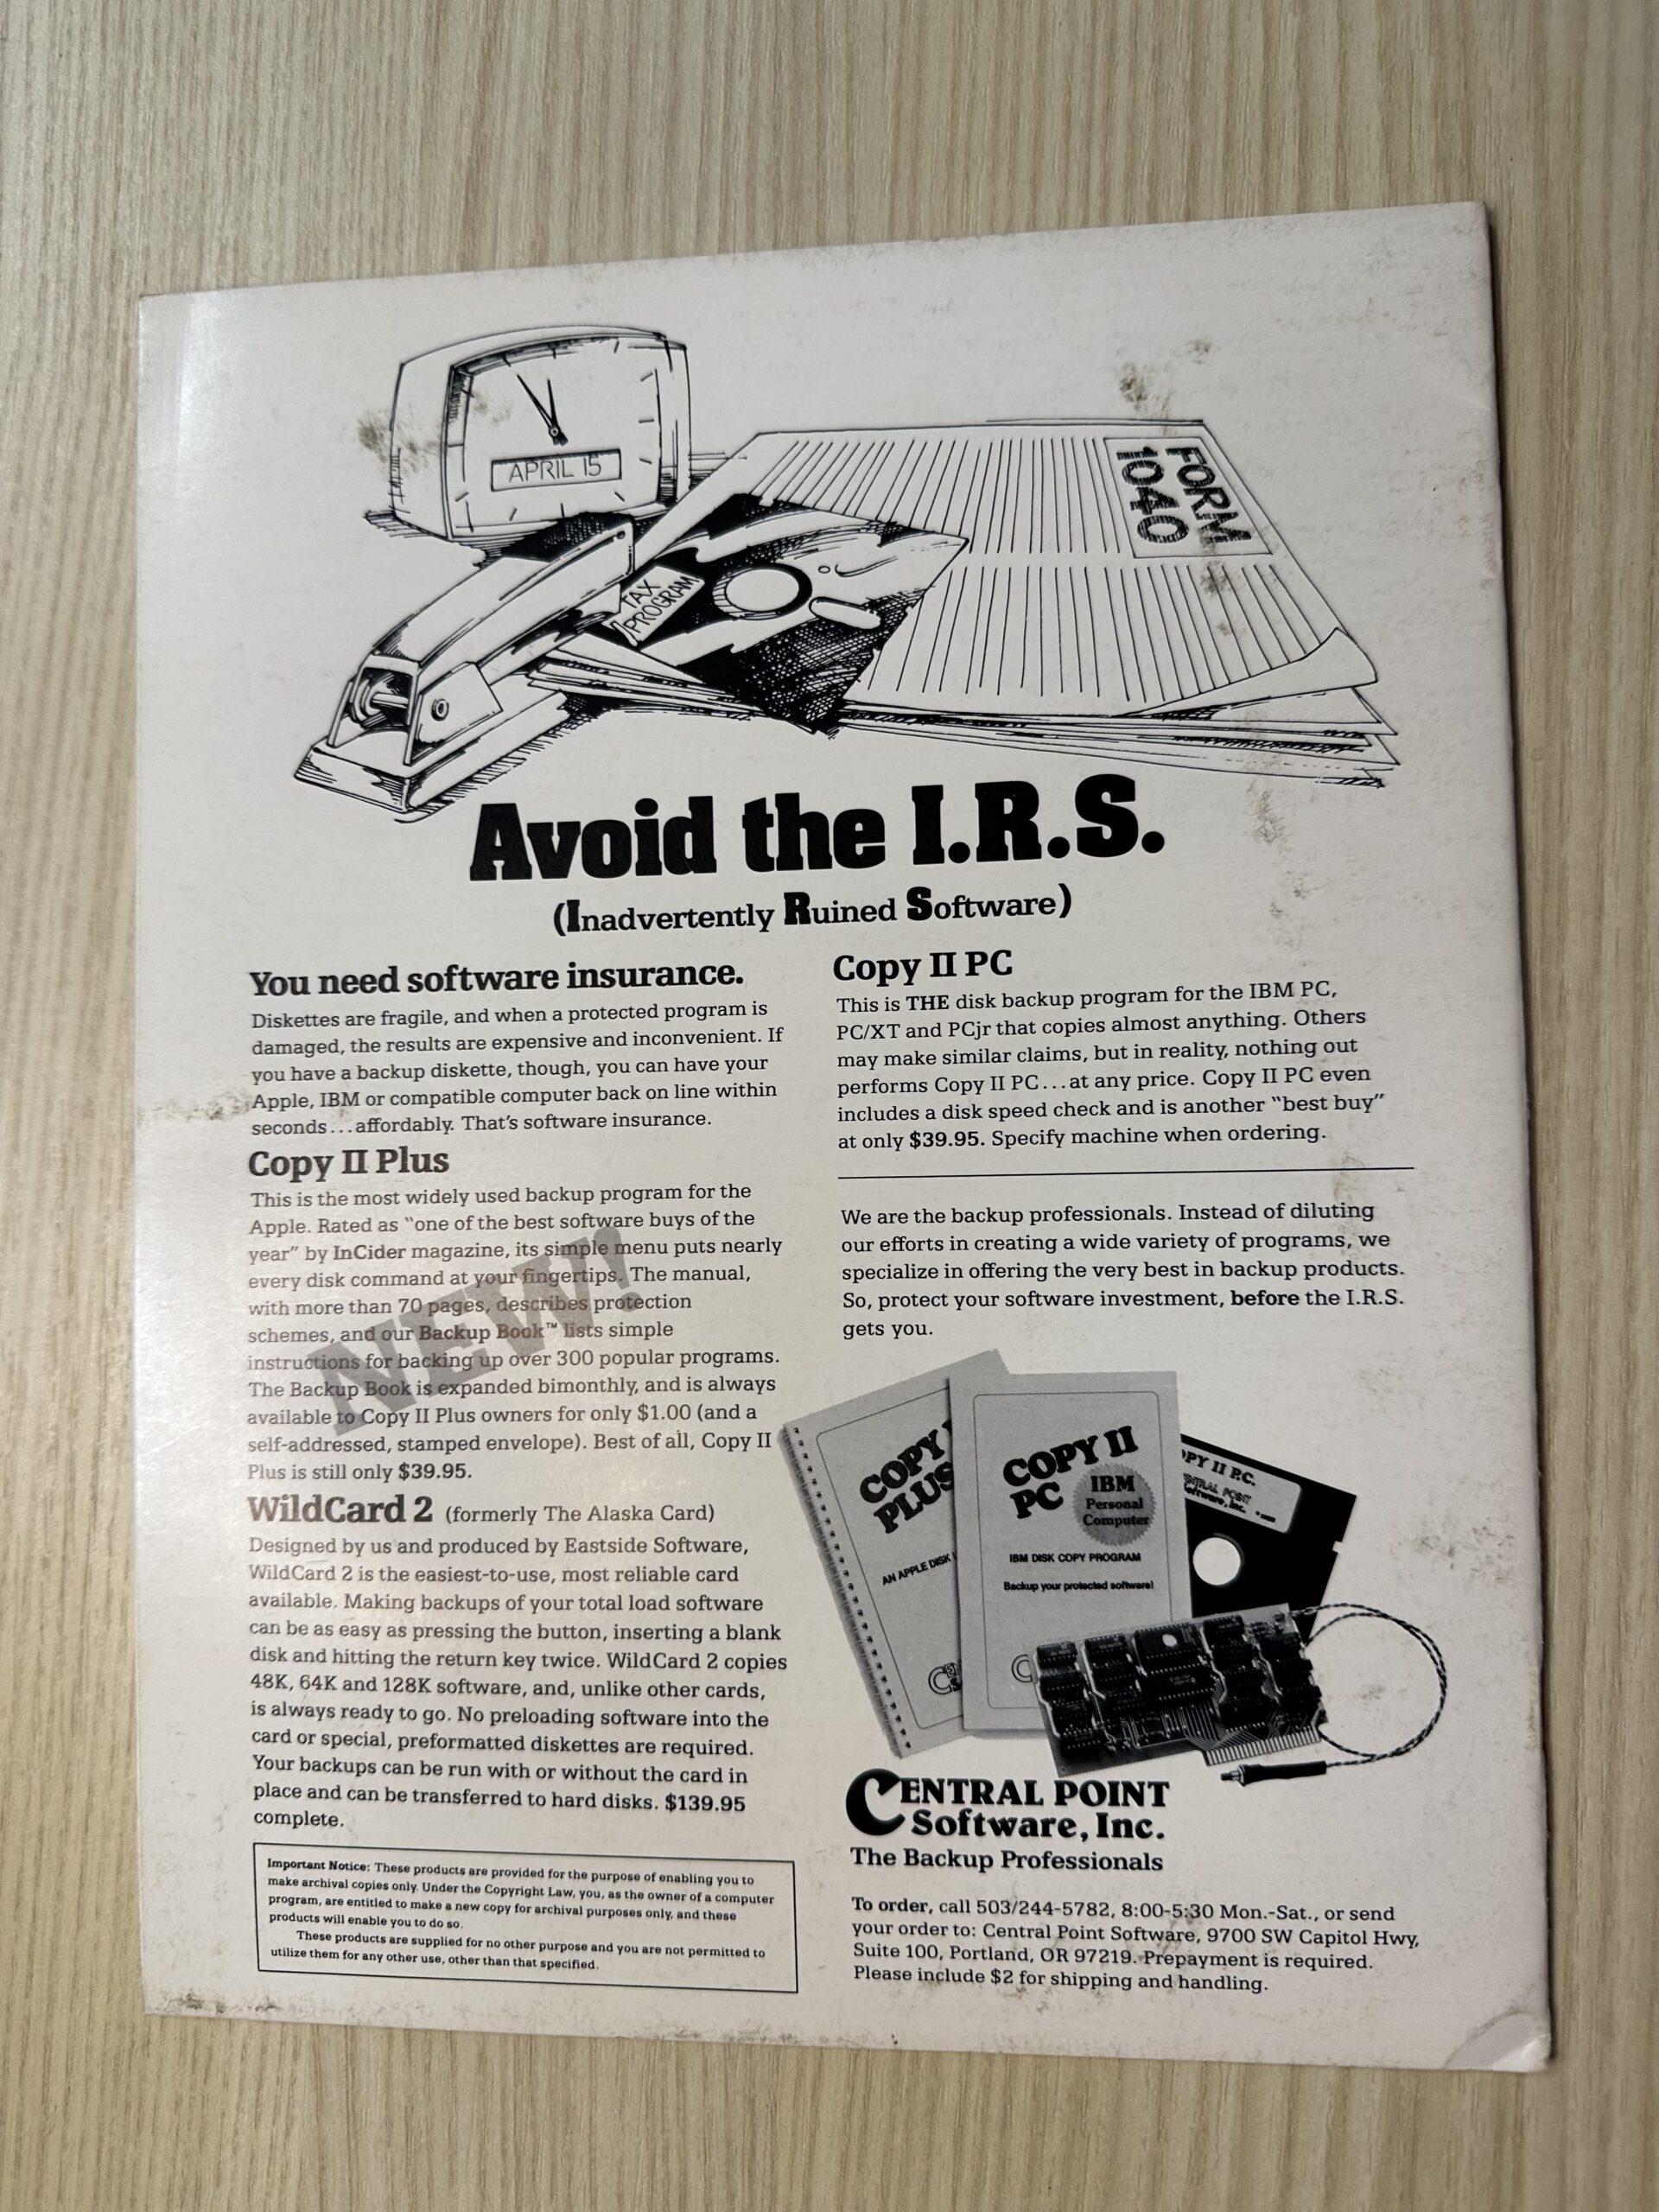 APRIL 15
FORM
1040
TAX
PROGRAM
Avoid the I.R.S.
(Inadvertently Ruined Software)
You need software insurance.
Diskettes are fragile, and when a protected program is
damaged, the results are expensive and inconvenient. If
you have a backup diskette, though, you can have your
Apple, IBM or compatible computer back on line within
seconds...affordably. That's software insurance.
Copy II Plus
This is the most widely used backup program for the
Apple. Rated as "one of the best software buys of the
year" by InCider magazine, its simple menu puts nearly
every disk command at your fingertips. The manual,
with more than 70 pages, describes protection
schemes, and our Backup Book™ lists simple
instructions for backing up over 300 popular programs.
The Backup Book is expanded bimonthly, and is always
available to Copy II Plus owners for only $1.00 (and a
self-addressed, stamped envelope). Best of all, Copy II
Plus is still only $39.95.
NEW!
WildCard 2 (formerly The Alaska Card)
Designed by us and produced by Eastside Software,
WildCard 2 is the easiest-to-use, most reliable card
available. Making backups of your total load software
can be as easy as pressing the button, inserting a blank
disk and hitting the return key twice. WildCard 2 copies
48K, 64K and 128K software, and, unlike other cards,
is always ready to go. No preloading software into the
card or special, preformatted diskettes are required.
Your backups can be run with or without the card in
place and can be transferred to hard disks. $139.95
complete.
Important Notice: These products are provided for the purpose of enabling you to
make archival copies only. Under the Copyright Law, you, as the owner of a computer
program, are entitled to make a new copy for archival purposes only, and these
products will enable you to do so.
These products are supplied for no other purpose and you are not permitted to
utilize them for any other use, other than that specified.
Copy II PC
This is THE disk backup program for the IBM PC,
PC/XT and PCjr that copies almost anything. Others
may make similar claims, but in reality, nothing out
performs Copy II PC...at any price. Copy II PC even
includes a disk speed check and is another "best buy"
at only $39.95. Specify machine when ordering.
We are the backup professionals. Instead of diluting
our efforts in creating a wide variety of programs, we
specialize in offering the very best in backup products.
So, protect your software investment, before the I.R.S.
gets you.
COPY
PLUS
AN APPLE DISK
COPY II
PC
IBM
Personal
Computer
IBM DISK COPY PROGRAM
Backup your protected software!
OPY II P.C.
ENTRAL POINT
Software, Inc.
CENTRAL POINT
Software, Inc.
The Backup Professionals
To order, call 503/244-5782, 8:00-5:30 Mon.-Sat., or send
your order to: Central Point Software, 9700 SW Capitol Hwy,
Suite 100, Portland, OR 97219. Prepayment is required.
Please include $2 for shipping and handling.